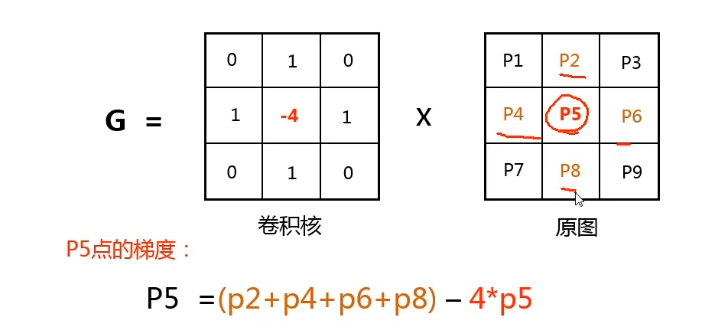 0 1 0 P1 P2 P3
G = 1 -4 1 X P4 P5 P6
0 1 0 P7 P8 P9
卷积核 原图
P5点的梯度：
P5 =(p2+p4+p6+p8) – 4*p5